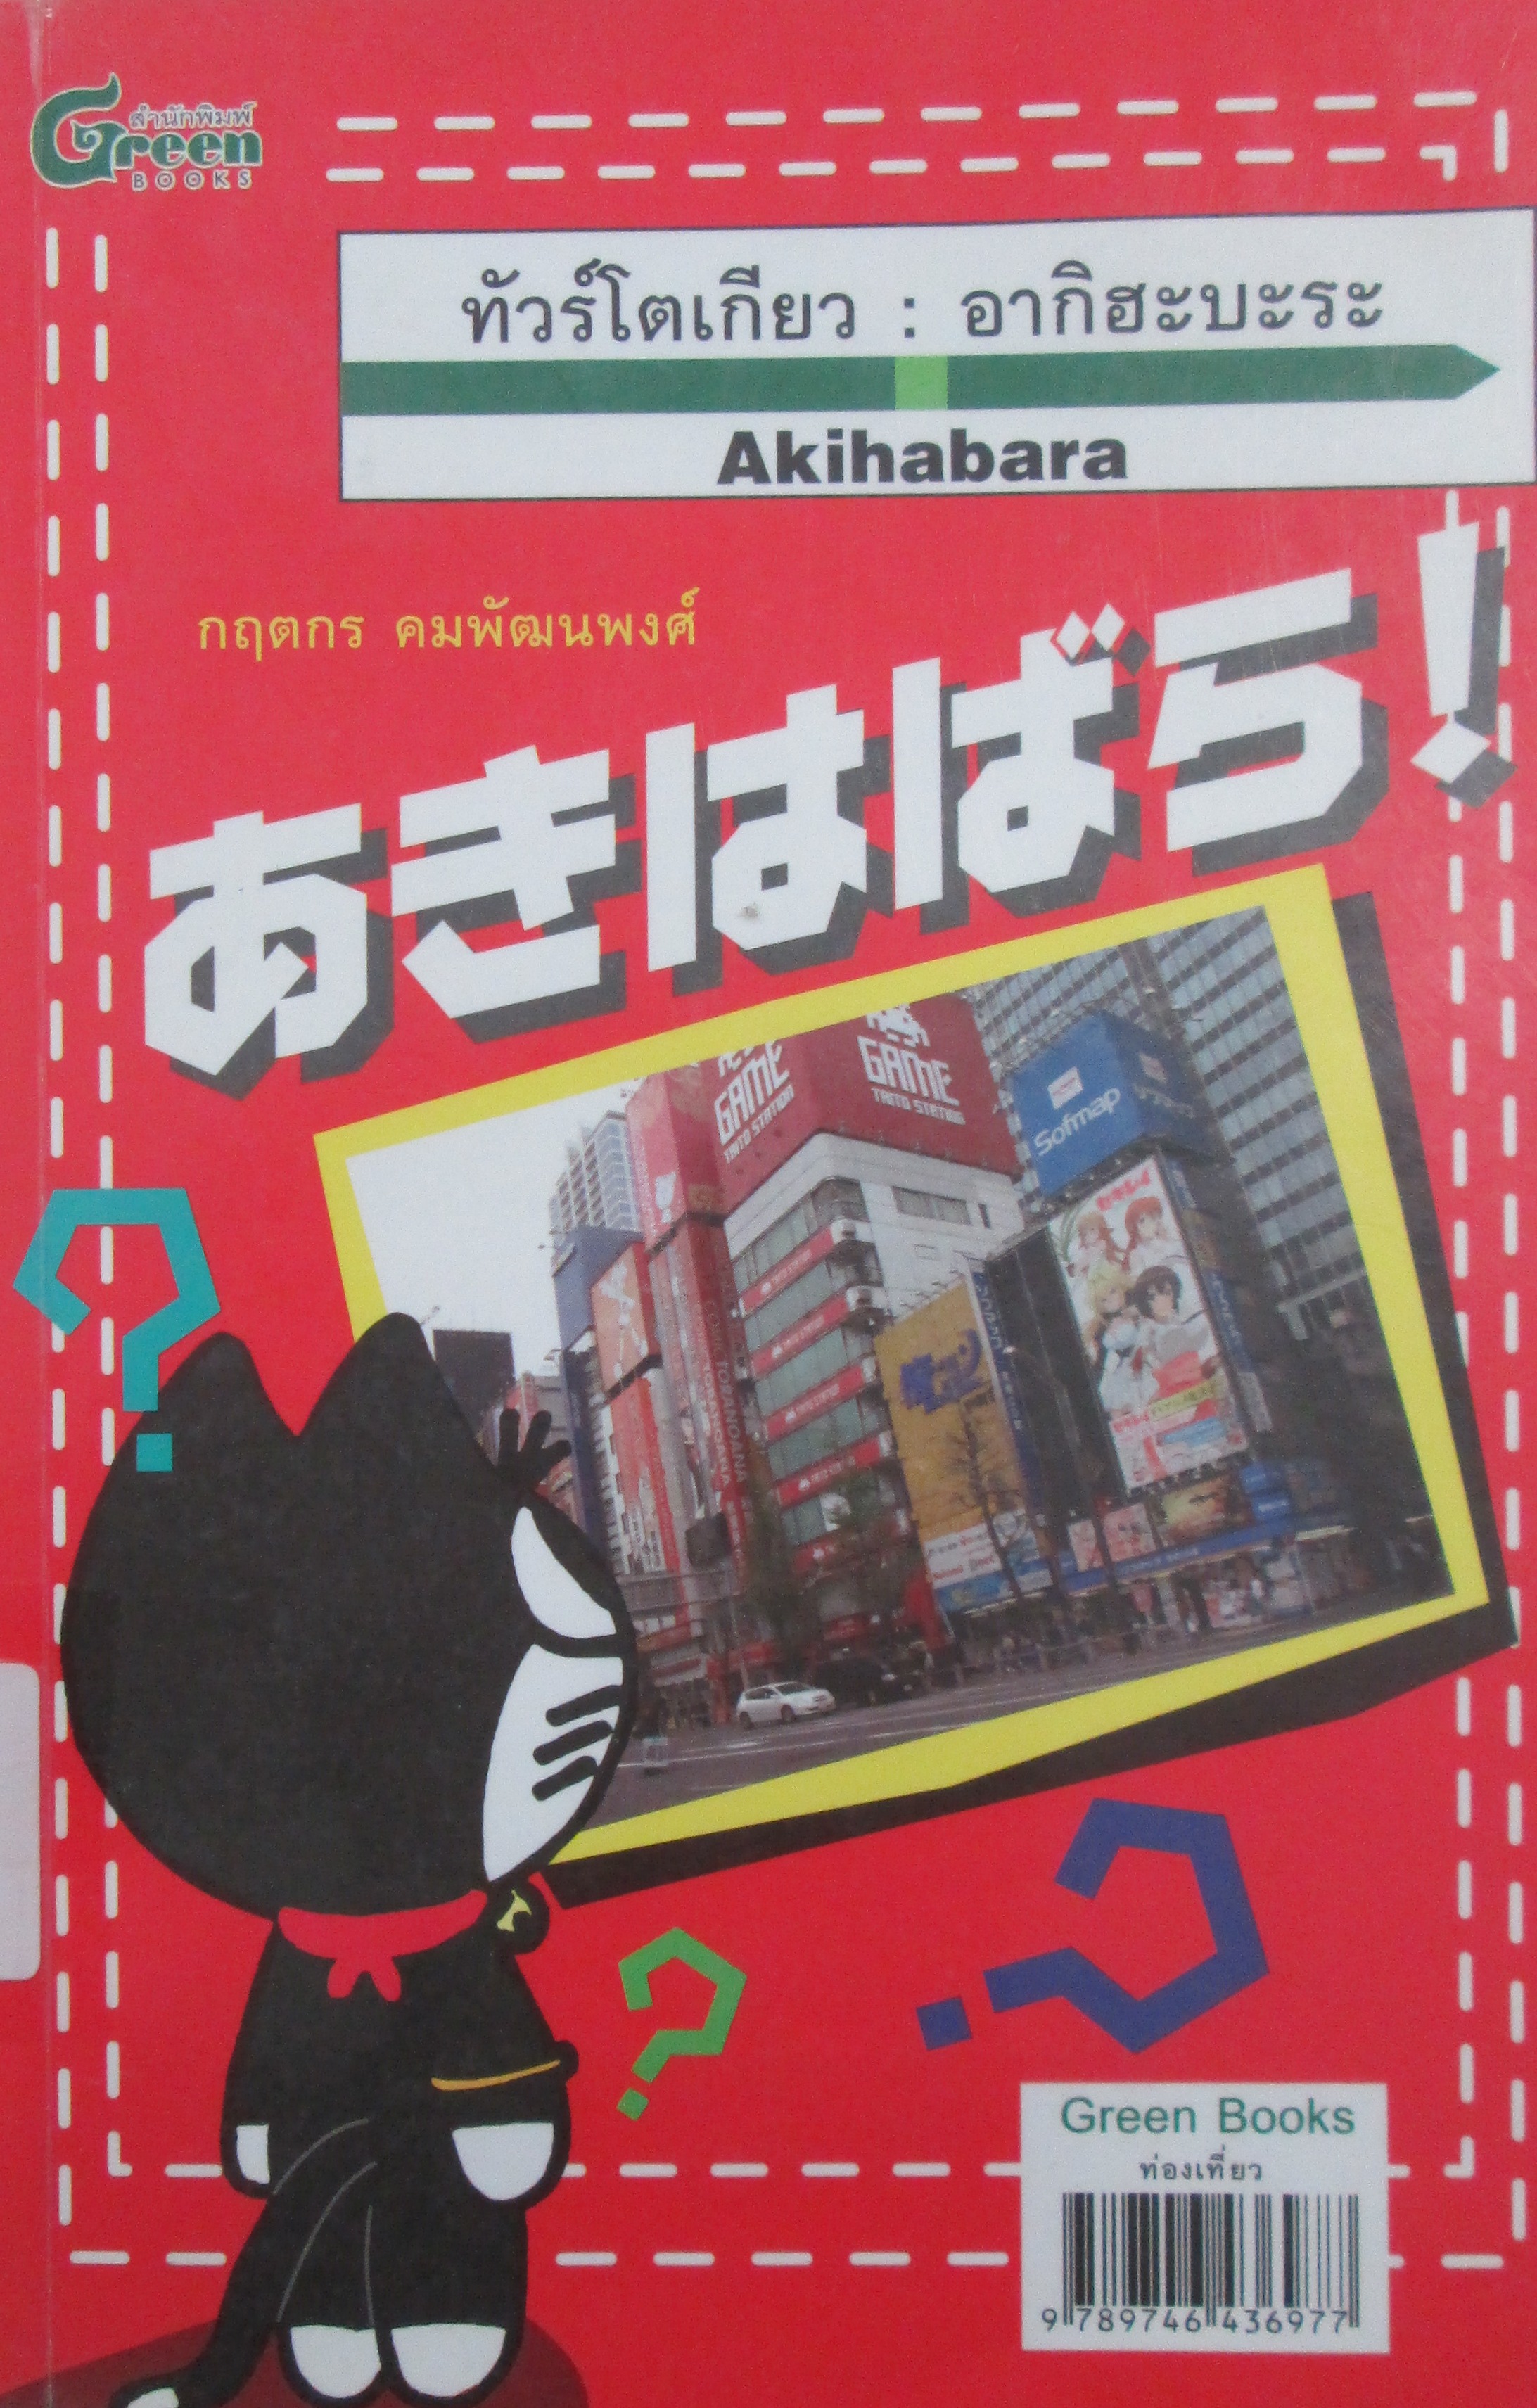 สำนักพิมพ์
Green
BOOKS
ทัวร์โตเกียว : อากิฮะบะระ
Akihabara
กฤตกร คมพัฒนพงศ์
あきはばら!
GAME
TAITO STATION
GAME
TAITO STATION
Sofmap
TORANOANA
TORANOANA
Green Books
ท่องเที่ยว
9 789746 436977